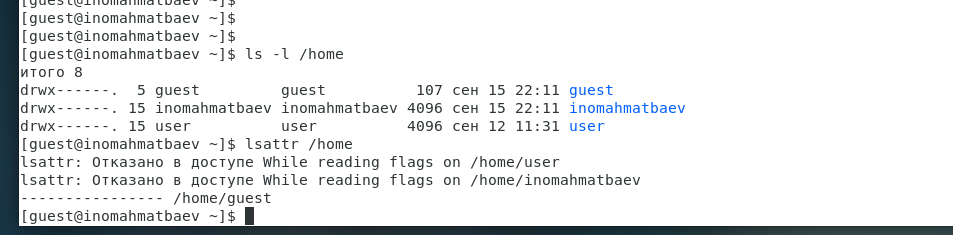 [guest@inomahmatbaev ~]$
[guest@inomahmatbaev ~]$
[guest@inomahmatbaev ~]$
[guest@inomahmatbaev ~]$ ls -l /home
итого 8
drwx------.  5 guest         guest          107 сен 15 22:11 guest
drwx------. 15 inomahmatbaev inomahmatbaev 4096 сен 15 22:11 inomahmatbaev
drwx------. 15 user          user          4096 сен 12 11:31 user
[guest@inomahmatbaev ~]$ lsattr /home
lsattr: Отказано в доступе While reading flags on /home/user
lsattr: Отказано в доступе While reading flags on /home/inomahmatbaev
---------------- /home/guest
[guest@inomahmatbaev ~]$